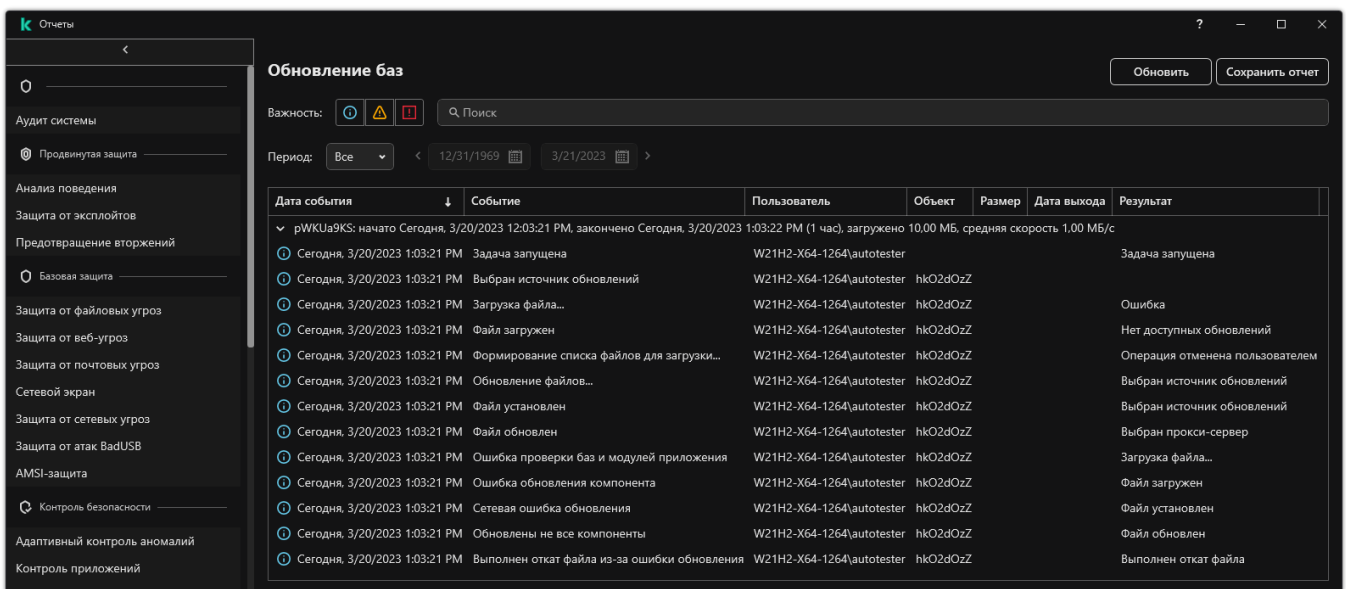 Отчеты
?
Аудит системы
Продвинутая защита
Анализ поведения
Защита от эксплойтов
Предотвращение вторжений
Базовая защита
Защита от файловых угроз
Защита от веб-угроз
Защита от почтовых угроз
Сетевой экран
Защита от сетевых угроз
Защита от атак BadUSB
AMSI-защита
Контроль безопасности
Адаптивный контроль аномалий
Контроль приложений
Обновление баз
Обновить Сохранить отчет
Важность: Поиск
Период: Все 12/31/1969 3/21/2023
Дата события Событие Пользователь Объект Размер Дата выхода Результат
pWKUa9KS: начато Сегодня, 3/20/2023 12:03:21 PM, закончено Сегодня, 3/20/2023 1:03:22 PM (1 час), загружено 10,00 МБ, средняя скорость 1,00 МБ/с
Сегодня, 3/20/2023 1:03:21 PM Задача запущена W21H2-X64-1264\autotester Задача запущена
Сегодня, 3/20/2023 1:03:21 PM Выбран источник обновлений W21H2-X64-1264\autotester hkO2dOzZ
Сегодня, 3/20/2023 1:03:21 PM Загрузка файла... W21H2-X64-1264\autotester hkO2dOzZ Ошибка
Сегодня, 3/20/2023 1:03:21 PM Файл загружен W21H2-X64-1264\autotester hkO2dOzZ Нет доступных обновлений
Сегодня, 3/20/2023 1:03:21 PM Формирование списка файлов для загрузки... W21H2-X64-1264\autotester hkO2dOzZ Операция отменена пользователем
Сегодня, 3/20/2023 1:03:21 PM Обновление файлов... W21H2-X64-1264\autotester hkO2dOzZ Выбран источник обновлений
Сегодня, 3/20/2023 1:03:21 PM Файл установлен W21H2-X64-1264\autotester hkO2dOzZ Выбран источник обновлений
Сегодня, 3/20/2023 1:03:21 PM Файл обновлен W21H2-X64-1264\autotester hkO2dOzZ Выбран прокси-сервер
Сегодня, 3/20/2023 1:03:21 PM Ошибка проверки баз и модулей приложения W21H2-X64-1264\autotester hkO2dOzZ Загрузка файла...
Сегодня, 3/20/2023 1:03:21 PM Ошибка обновления компонента W21H2-X64-1264\autotester hkO2dOzZ Файл загружен
Сегодня, 3/20/2023 1:03:21 PM Сетевая ошибка обновления W21H2-X64-1264\autotester hkO2dOzZ Файл установлен
Сегодня, 3/20/2023 1:03:21 PM Обновлены не все компоненты W21H2-X64-1264\autotester hkO2dOzZ Файл обновлен
Сегодня, 3/20/2023 1:03:21 PM Выполнен откат файла из-за ошибки обновления W21H2-X64-1264\autotester hkO2dOzZ Выполнен откат файла